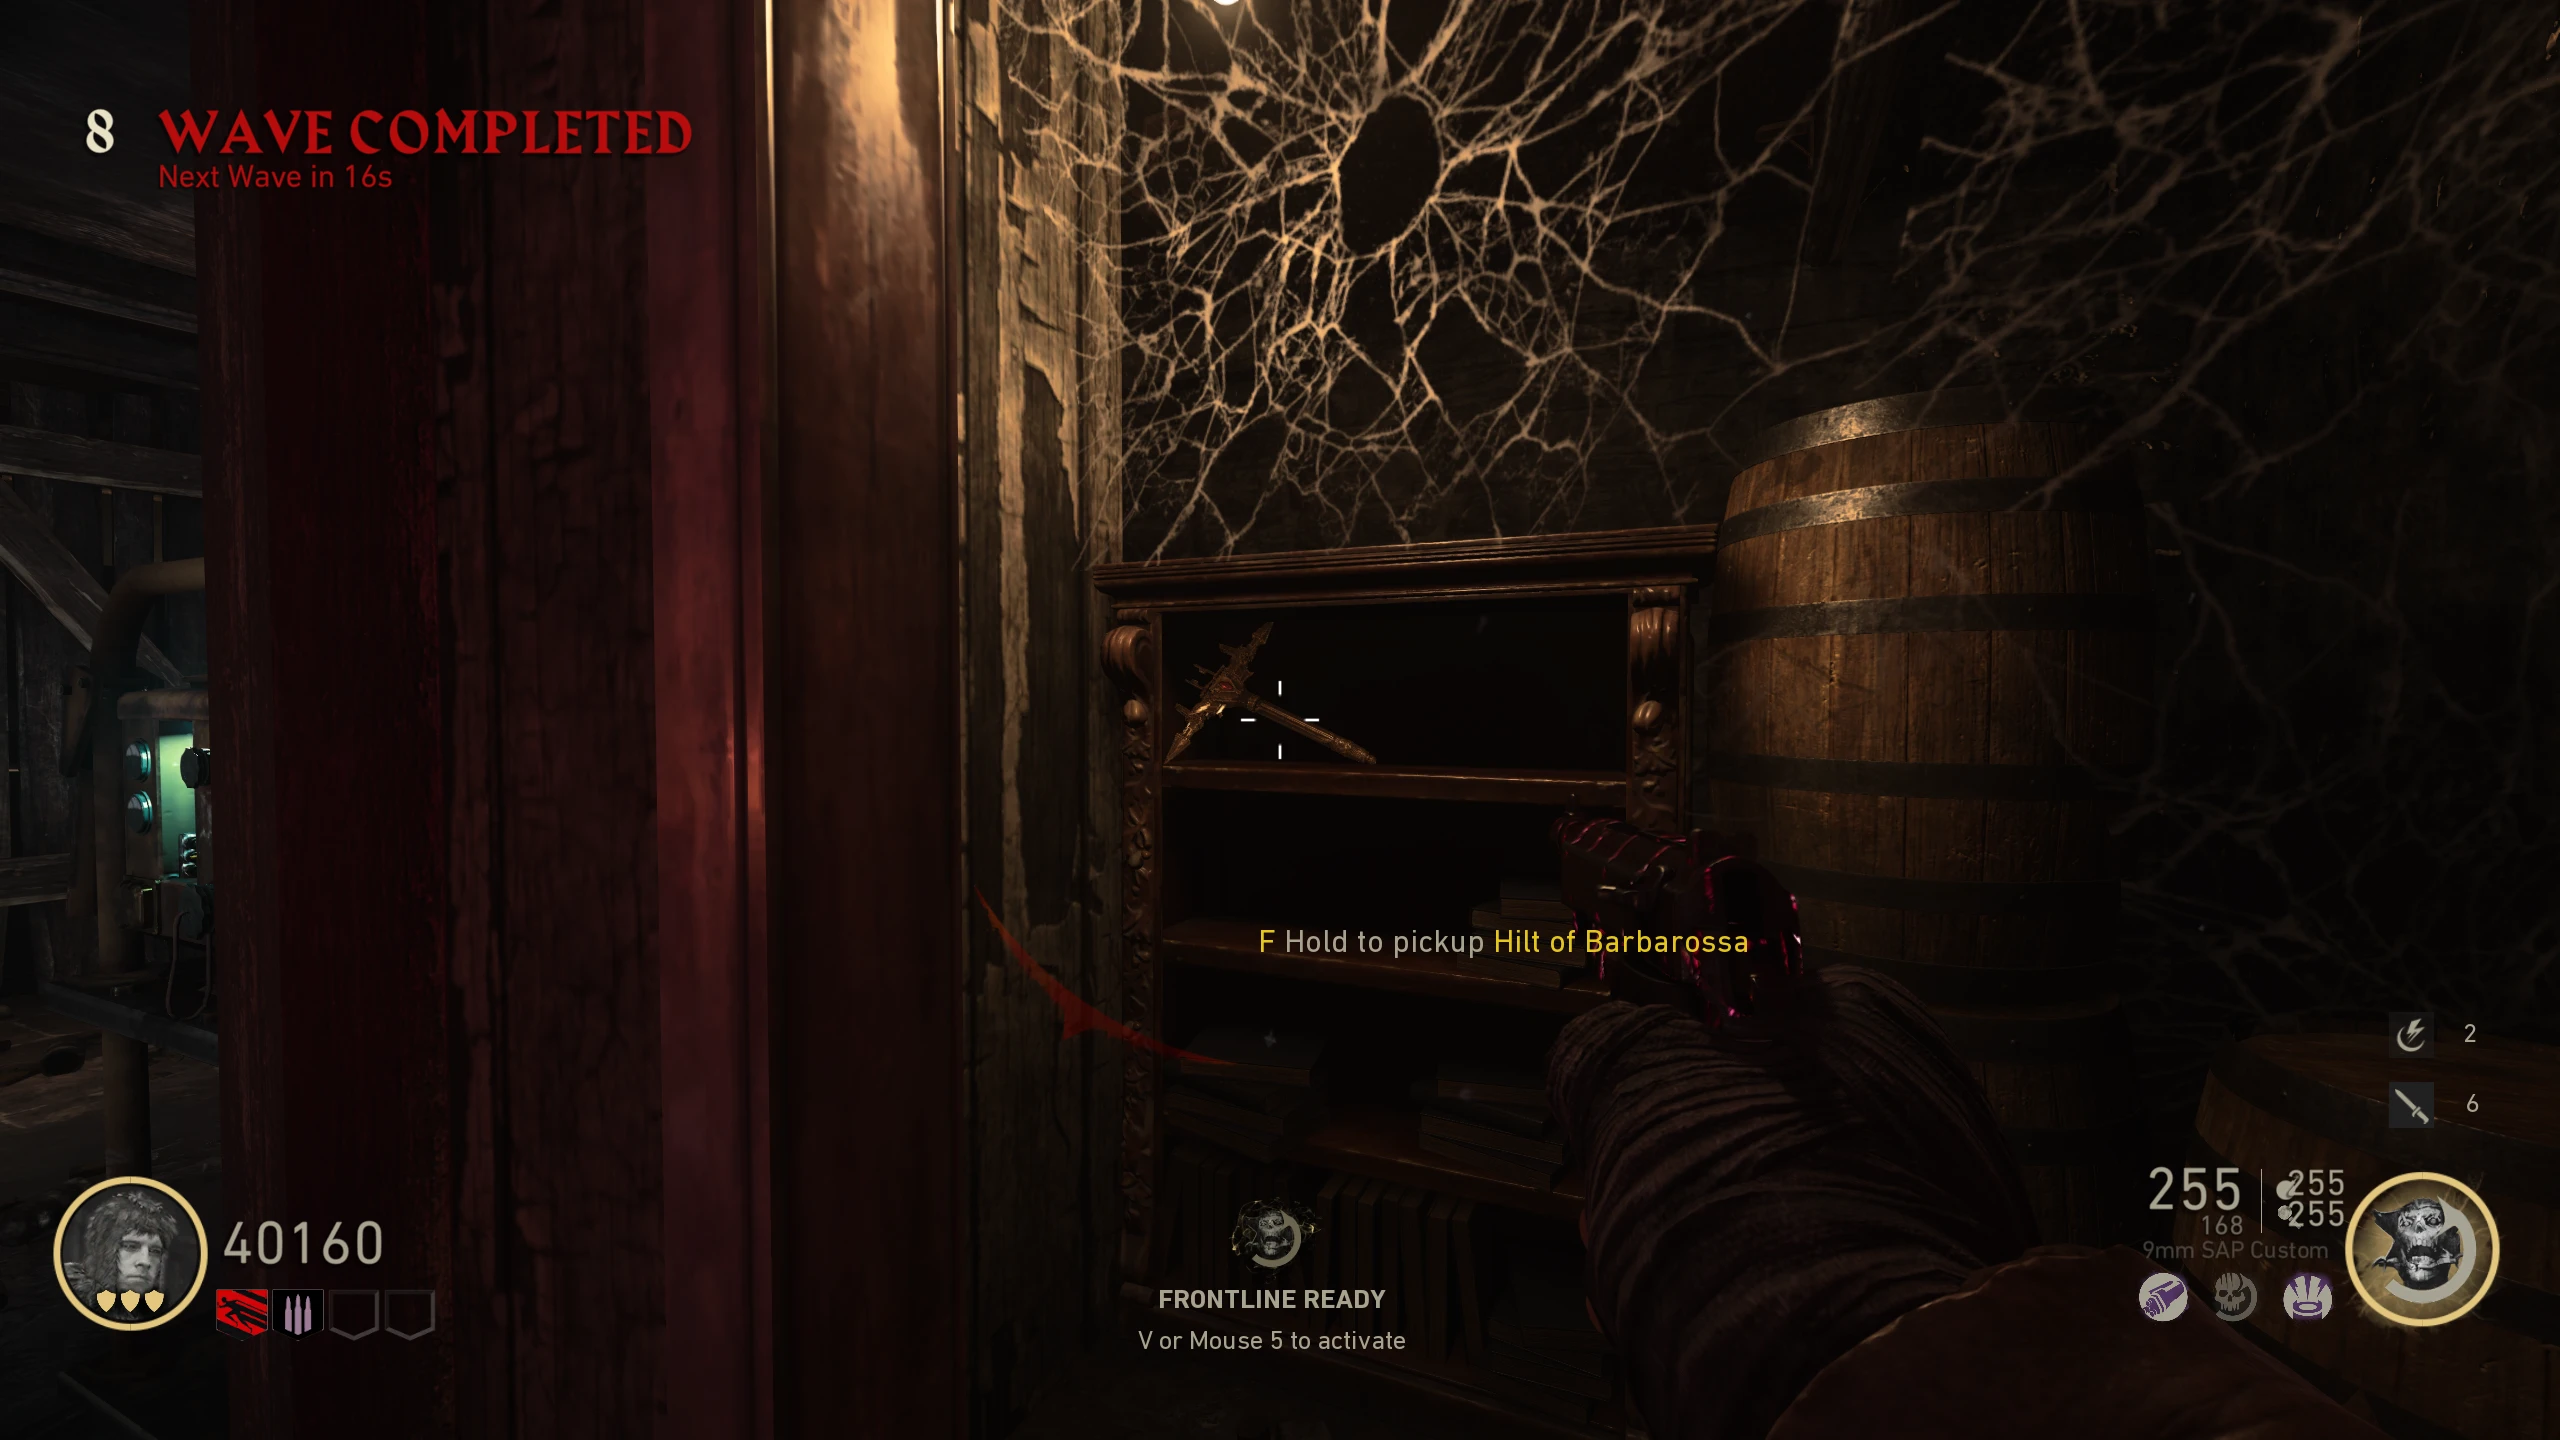 8 WAVE COMPLETED
Next Wave in 16s
F Hold to pickup Hilt of Barbarossa
2
6
40160
FRONTLINE READY
V or Mouse 5 to activate
255 255
168 255
9mm SAP Custom